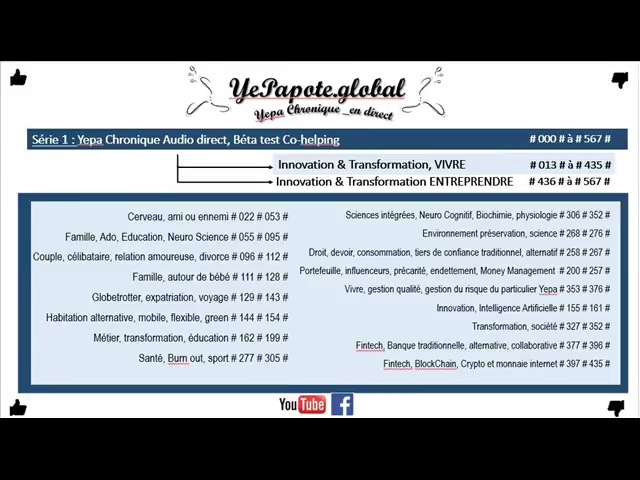 YePapote.global
Yepa Chronique _en direct
Série 1 : Yepa Chronique Audio direct, Béta test Co-helping # 000 # à # 567 #
Innovation & Transformation, VIVRE # 013 # à # 435 #
Innovation & Transformation ENTREPRENDRE # 436 # à # 567 #
Cerveau, ami ou ennemi # 022 # 053 #
Famille, Ado, Education, Neuro Science # 055 # 095 #
Couple, célibataire, relation amoureuse, divorce # 096 # 112 #
Famille, autour de bébé # 111 # 128 #
Globetrotter, expatriation, voyage # 129 # 143 #
Habitation alternative, mobile, flexible, green # 144 # 154 #
Métier, transformation, éducation # 162 # 199 #
Santé, Burn out, sport # 277 # 305 #
Sciences intégrées, Neuro Cognitif, Biochimie, physiologie # 306 # 352 #
Environnement préservation, science # 268 # 276 #
Droit, devoir, consommation, tiers de confiance traditionnel, alternatif # 258 # 267 #
Portefeuille, influenceurs, précarité, endettement, Money Management # 200 # 257 #
Vivre, gestion qualité, gestion du risque du particulier Yepa # 353 # 376 #
Innovation, Intelligence Artificielle # 155 # 161 #
Transformation, société # 327 # 352 #
Fintech, Banque traditionnelle, alternative, collaborative # 377 # 396 #
Fintech, BlockChain, Crypto et monnaie internet # 397 # 435 #
YouTube f